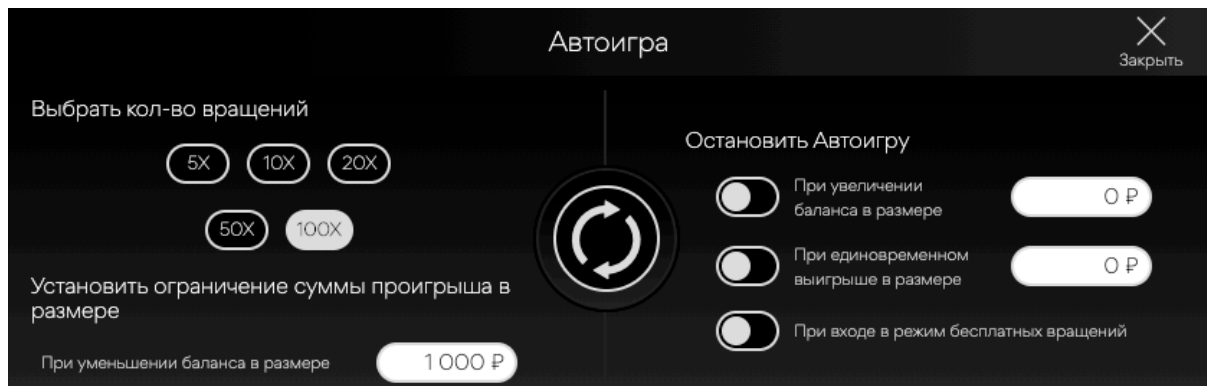 Автоигра
Закрыть
Выбрать кол-во вращений
5X 10X 20X
50X 100X
Установить ограничение суммы проигрыша в
размере
При уменьшении баланса в размере 1 000 ₽
Остановить Автоигру
При увеличении
баланса в размере 0 ₽
При единовременном
выигрыше в размере 0 ₽
При входе в режим бесплатных вращений